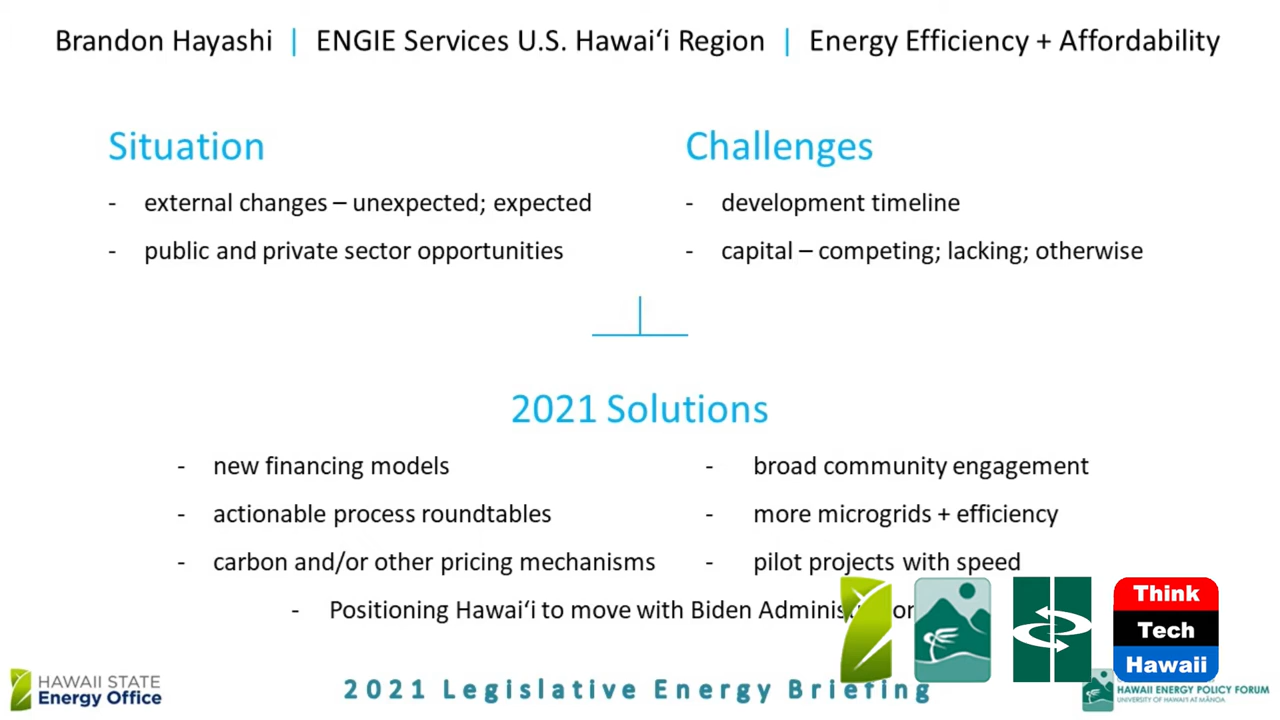 Brandon Hayashi | ENGIE Services U.S. Hawaiʻi Region | Energy Efficiency + Affordability
Situation
- external changes – unexpected; expected
- public and private sector opportunities
Challenges
- development timeline
- capital – competing; lacking; otherwise
2021 Solutions
- new financing models
- actionable process roundtables
- carbon and/or other pricing mechanisms
- broad community engagement
- more microgrids + efficiency
- pilot projects with speed
- Positioning Hawaiʻi to move with Biden
Think
Tech
Hawaii
HAWAII STATE
Energy Office
2021 Legislative Energy Briefing
HAWAII ENERGY POLICY FORUM
UNIVERSITY OF HAWAIʻI AT MĀNOA